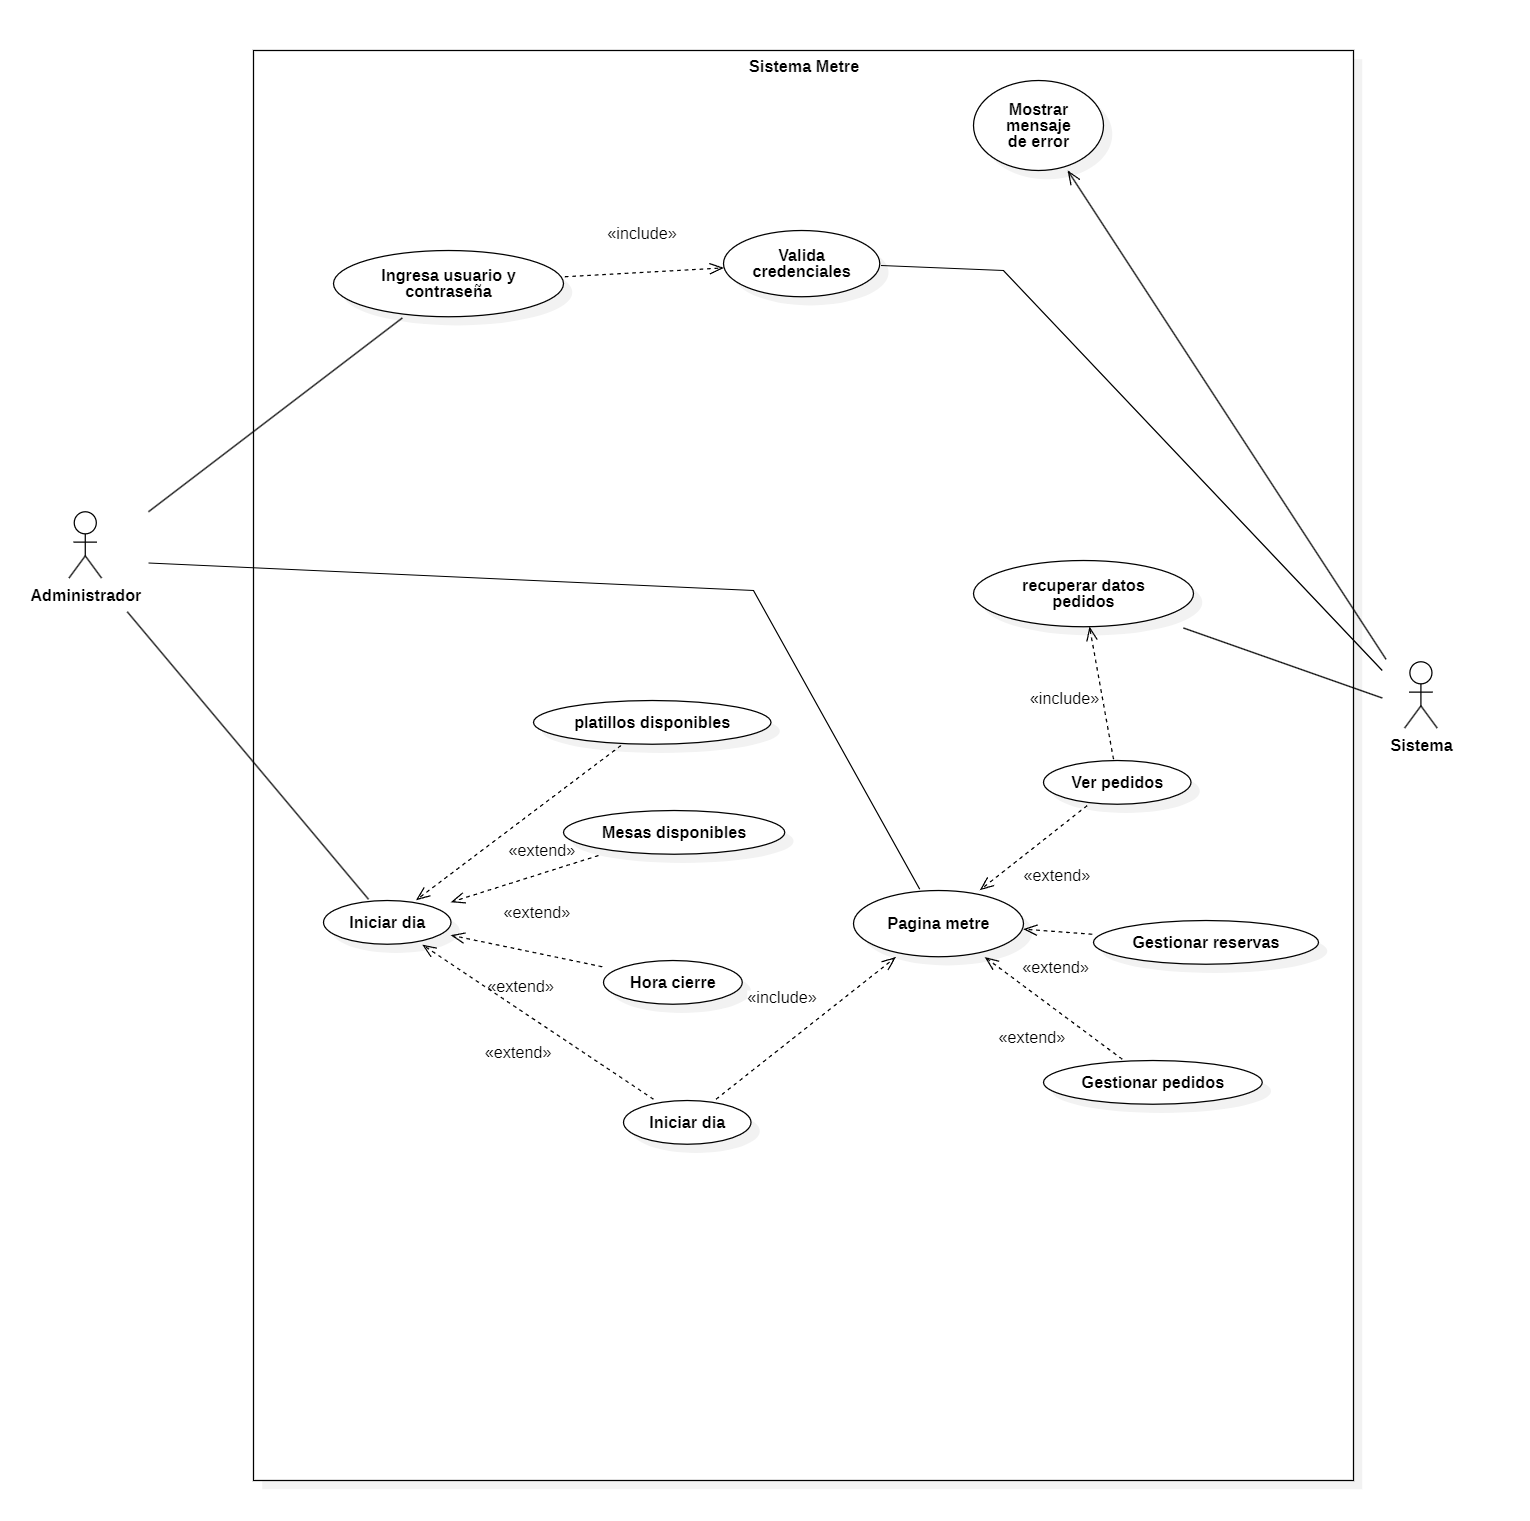 Sistema Metre
Mostrar
mensaje
de error
«include»
Valida
credenciales
Ingresa usuario y
contraseña
Administrador
recuperar datos
pedidos
Sistema
«include»
platillos disponibles
Ver pedidos
Mesas disponibles
«extend»
«extend»
«extend»
Iniciar dia
Pagina metre
Gestionar reservas
«extend»
Hora cierre
«extend»
«include»
«extend»
«extend»
Gestionar pedidos
Iniciar dia